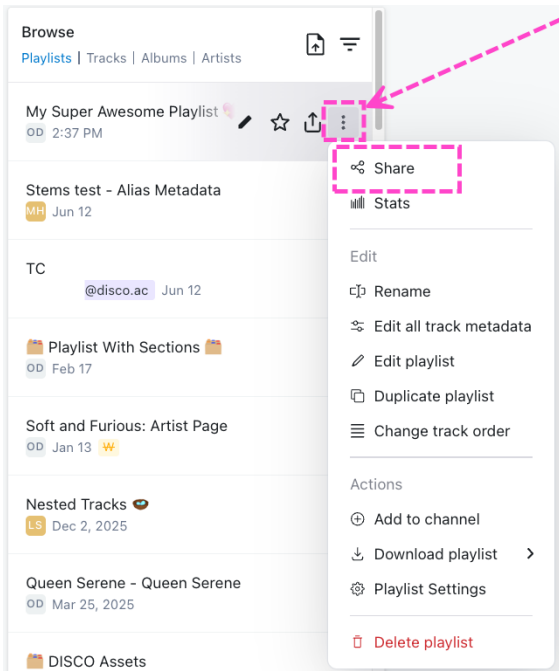 Browse
Playlists | Tracks | Albums | Artists
My Super Awesome Playlist
OD 2:37 PM
Stems test - Alias Metadata
MH Jun 12
TC
@disco.ac Jun 12
Playlist With Sections
OD Feb 17
Soft and Furious: Artist Page
OD Jan 13 ₩
Nested Tracks
LS Dec 2, 2025
Queen Serene - Queen Serene
OD Mar 25, 2025
DISCO Assets
Share
Stats
Edit
Rename
Edit all track metadata
Edit playlist
Duplicate playlist
Change track order
Actions
Add to channel
Download playlist
Playlist Settings
Delete playlist